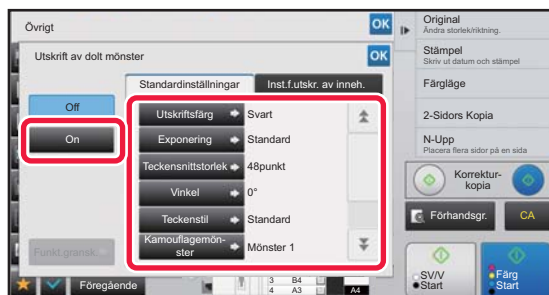 Övrigt
OK
Utskrift av dolt mönster
OK
Standardinställningar
Inst.f.utskr. av inneh.
Off
On
Utskriftsfärg
Svart
Exponering
Standard
Teckensnittstorlek
48punkt
Vinkel
0°
Teckenstil
Standard
Kamouflagemön-
ster
Mönster 1
Funkt.gransk.
Föregående
3 B4
4 A3
A4
Original
Ändra storlek/riktning.
Stämpel
Skriv ut datum och stämpel
Färgläge
2-Sidors Kopia
N-Upp
Placera flera sidor på en sida
Korrektur-
kopia
Förhandsgr.
CA
SV/V
Start
Färg
Start